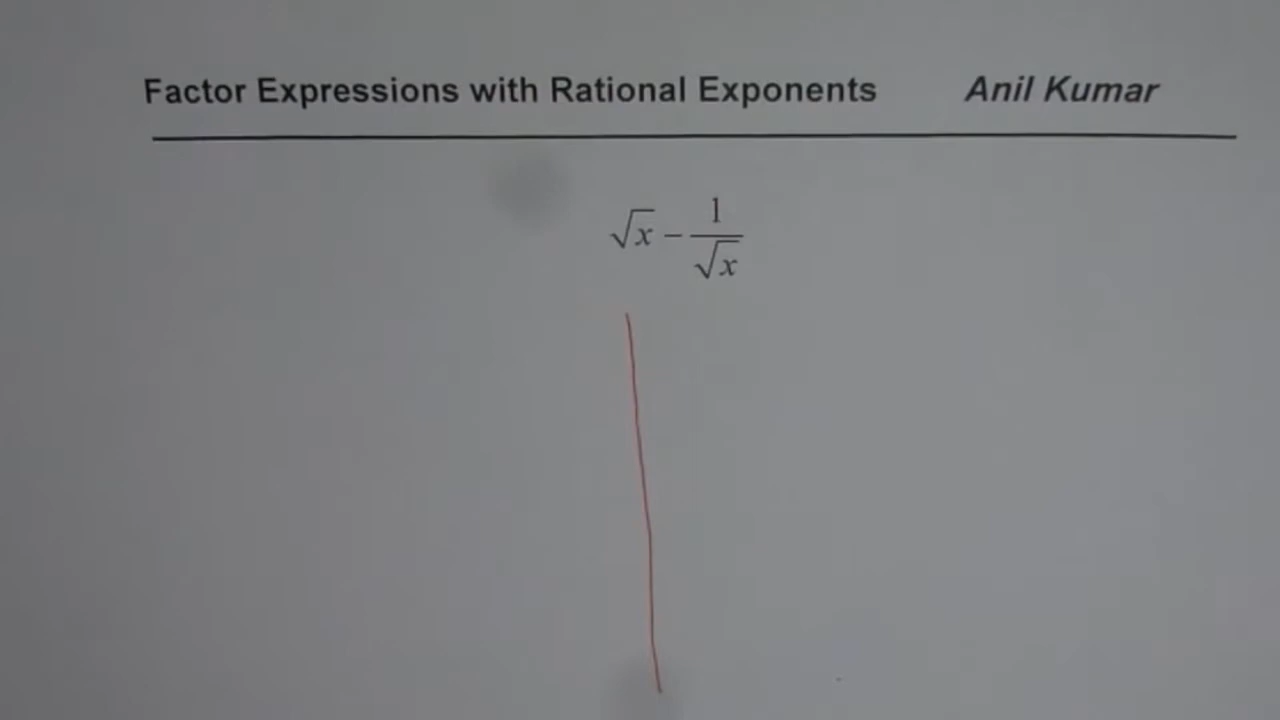 Factor Expressions with Rational Exponents Anil Kumar
√x − 1/√x